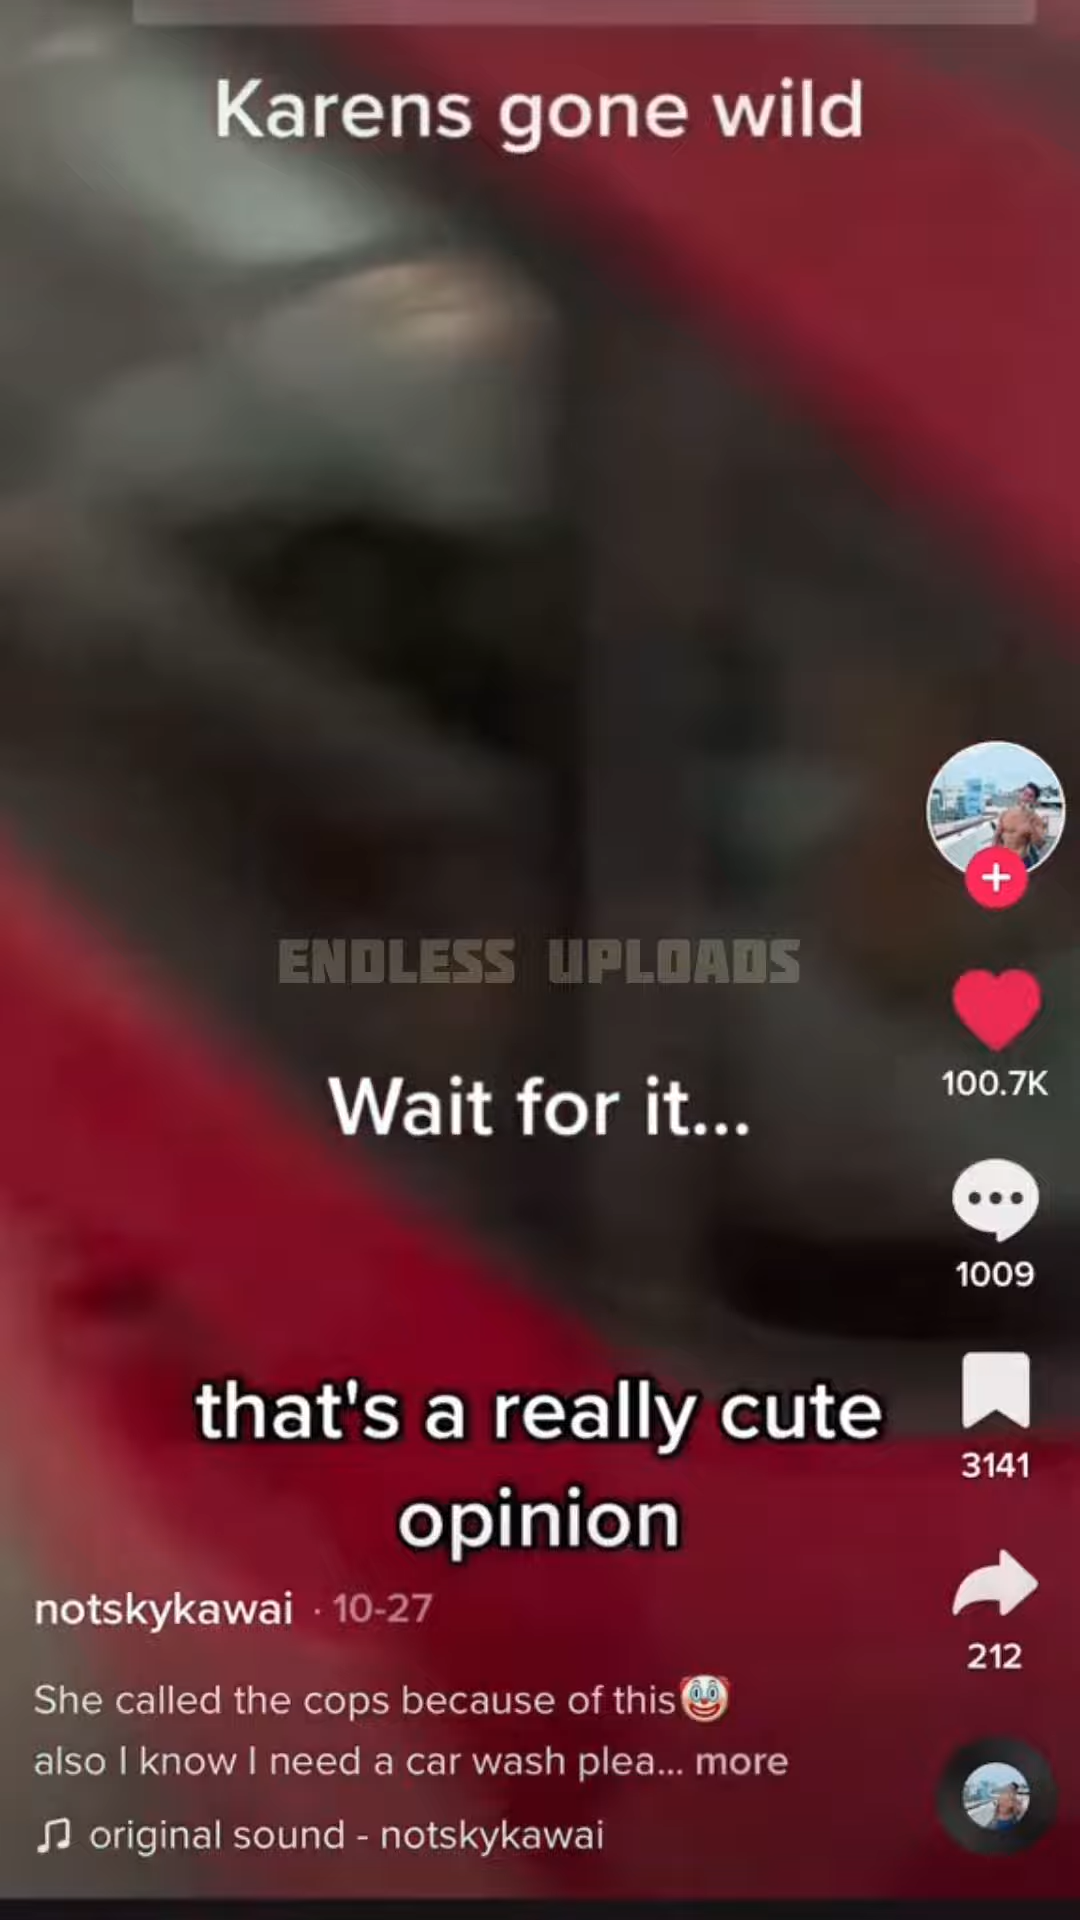 Karens gone wild
ENDLESS UPLOADS
100.7K
Wait for it...
1009
that's a really cute
opinion
3141
notskykawai · 10-27
212
She called the cops because of this🤡
also I know I need a car wash plea... more
original sound - notskykawai